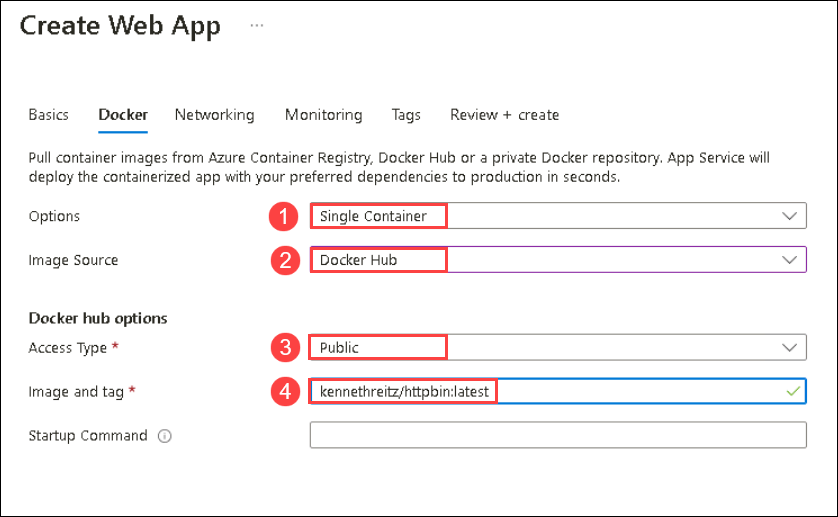 Create Web App ...
Basics Docker Networking Monitoring Tags Review + create
Pull container images from Azure Container Registry, Docker Hub or a private Docker repository. App Service will
deploy the containerized app with your preferred dependencies to production in seconds.
Options 1 Single Container
Image Source 2 Docker Hub
Docker hub options
Access Type * 3 Public
Image and tag * 4 kennethreitz/httpbin:latest
Startup Command